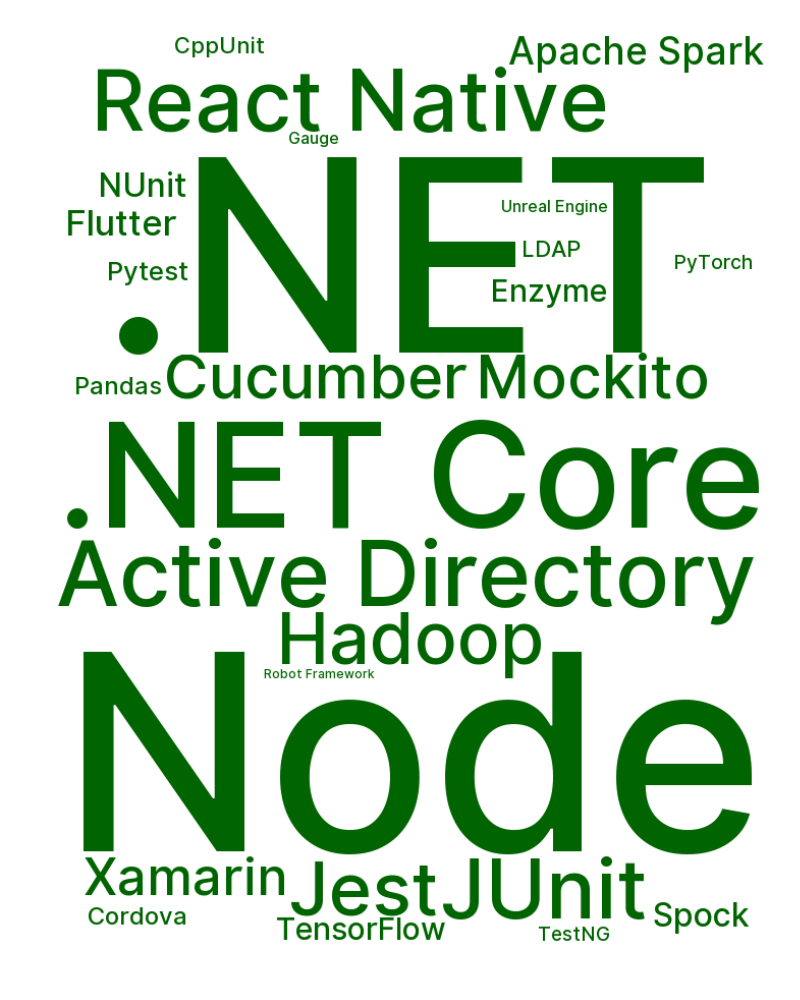 CppUnit
Apache Spark
React Native
Gauge
.NET
NUnit
Unreal Engine
Flutter
LDAP
PyTorch
Pytest
Enzyme
Cucumber
Mockito
Pandas
.NET Core
Active Directory
Hadoop
Robot Framework
Node
Xamarin
Jest
JUnit
Cordova
Spock
TensorFlow
TestNG